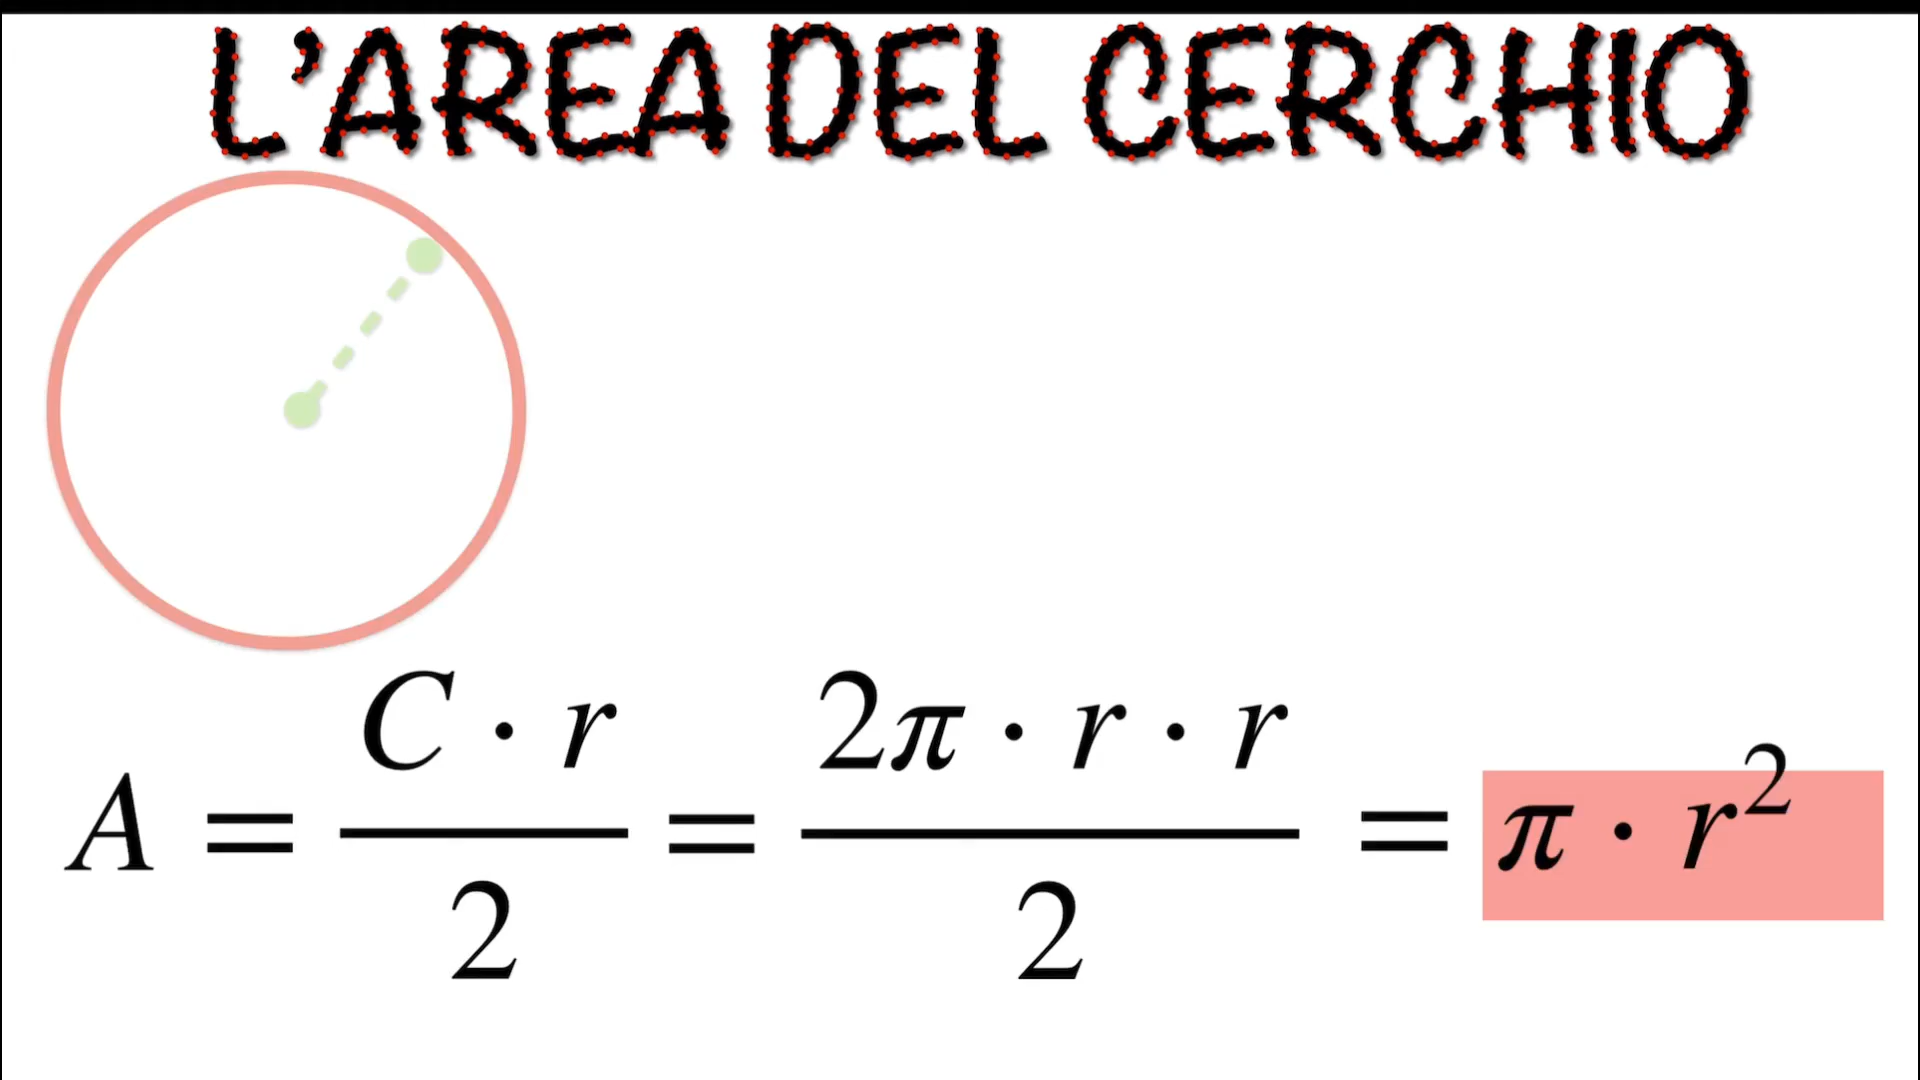 L'AREA DEL CERCHIO
A = C · r / 2 = 2π · r · r / 2 = π · r²